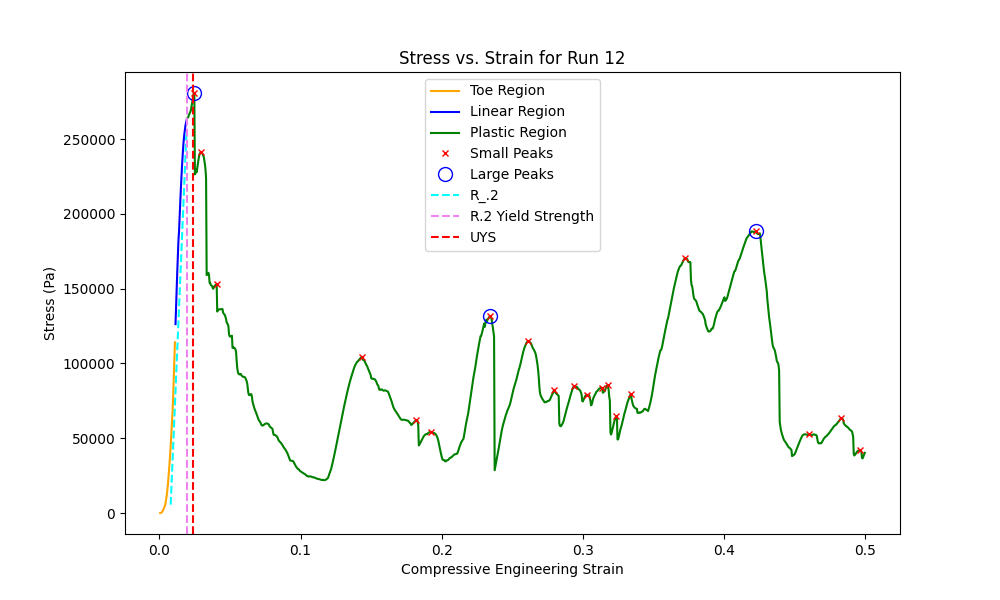 Stress vs. Strain for Run 12
Toe Region
Linear Region
Plastic Region
Small Peaks
Large Peaks
R_.2
R.2 Yield Strength
UYS
Stress (Pa)
250000
200000
150000
100000
50000
0
0.0 0.1 0.2 0.3 0.4 0.5
Compressive Engineering Strain